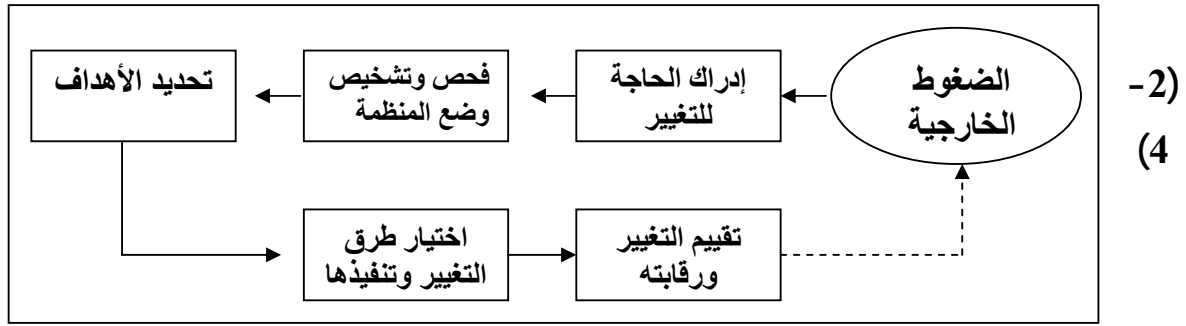 الضغوط
الخارجية
إدراك الحاجة
للتغيير
فحص وتشخيص
وضع المنظمة
تحديد الأهداف
اختيار طرق
التغيير وتنفيذها
تقييم التغيير
ورقابته
(2-
4)